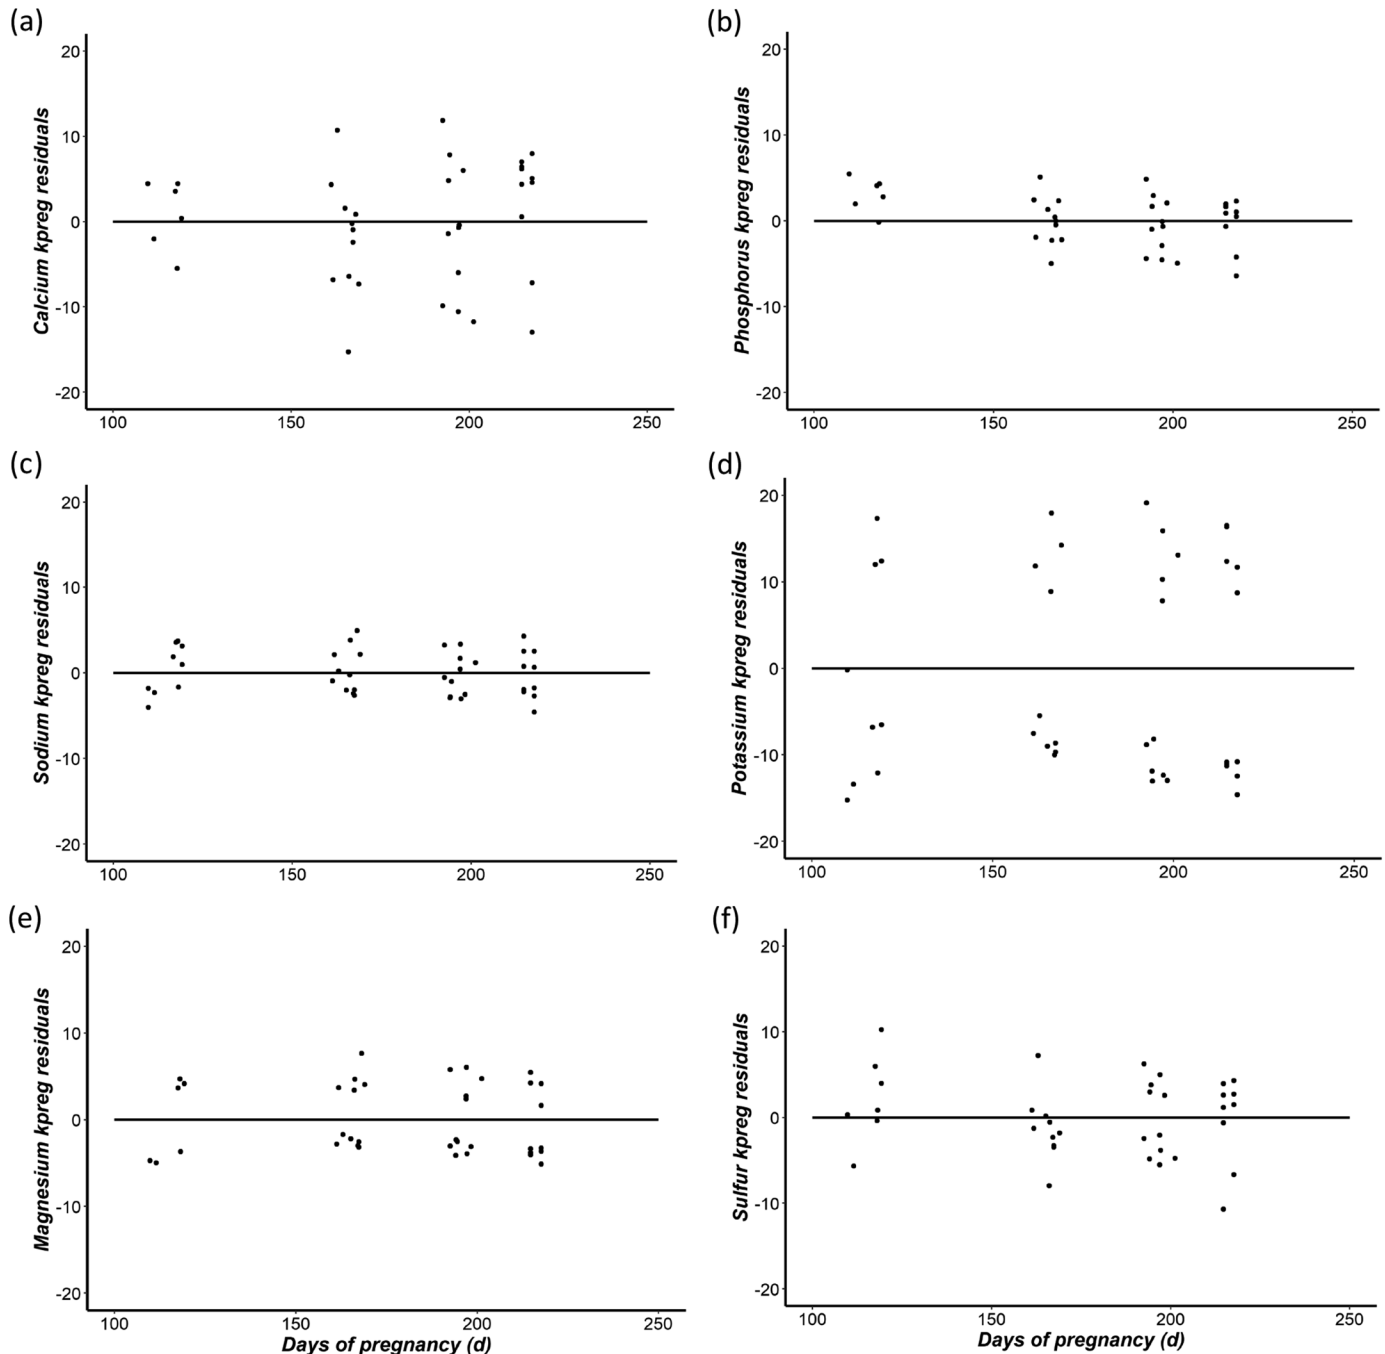 (a)
Calcium kpreg residuals
20
10
0
-10
-20
100 150 200 250
(b)
Phosphorus kpreg residuals
20
10
0
-10
-20
100 150 200 250
(c)
Sodium kpreg residuals
20
10
0
-10
-20
100 150 200 250
(d)
Potassium kpreg residuals
20
10
0
-10
-20
100 150 200 250
(e)
Magnesium kpreg residuals
20
10
0
-10
-20
100 150 200 250
Days of pregnancy (d)
(f)
Sulfur kpreg residuals
20
10
0
-10
-20
100 150 200 250
Days of pregnancy (d)